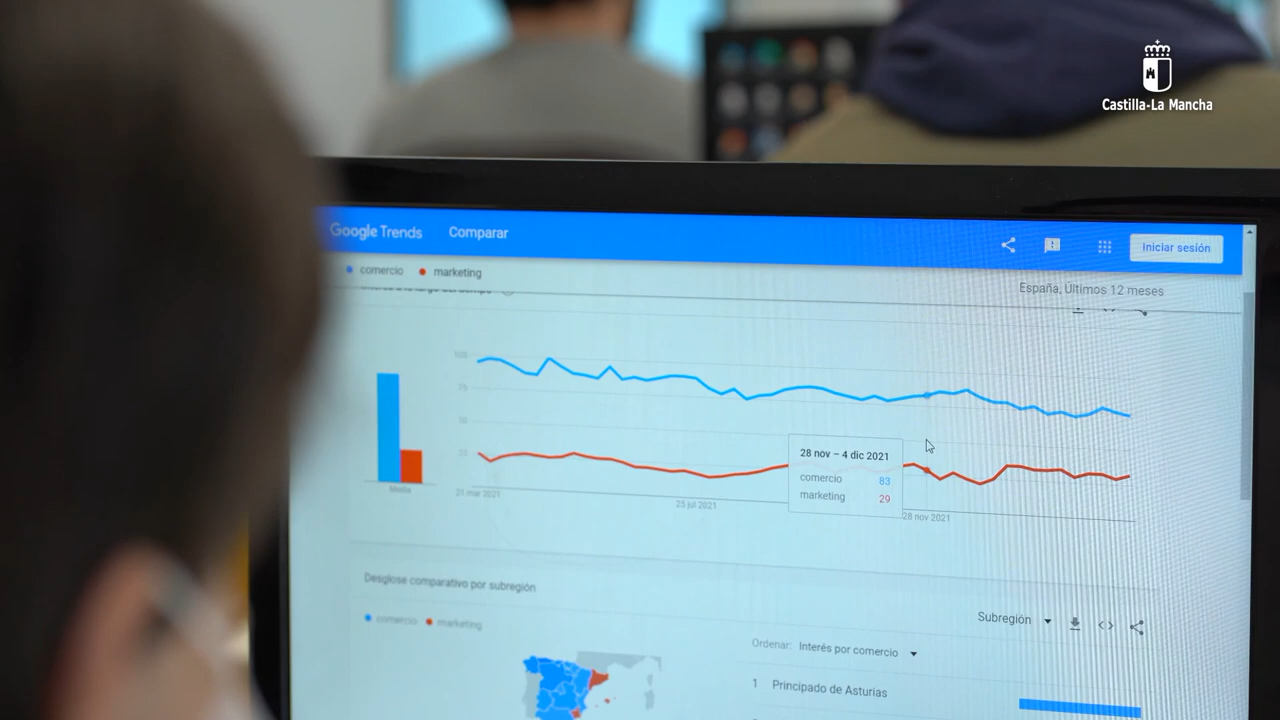 Castilla-La Mancha
Google Trends Comparar
Iniciar sesión
comercio marketing
España, Últimos 12 meses
100
75
50
28 nov – 4 dic 2021
comercio 83
marketing 29
Media
21 mar 2021
25 jul 2021
28 nov 2021
Desglose comparativo por subregión
Subregión
comercio marketing
Ordenar: Interés por comercio
1 Principado de Asturias